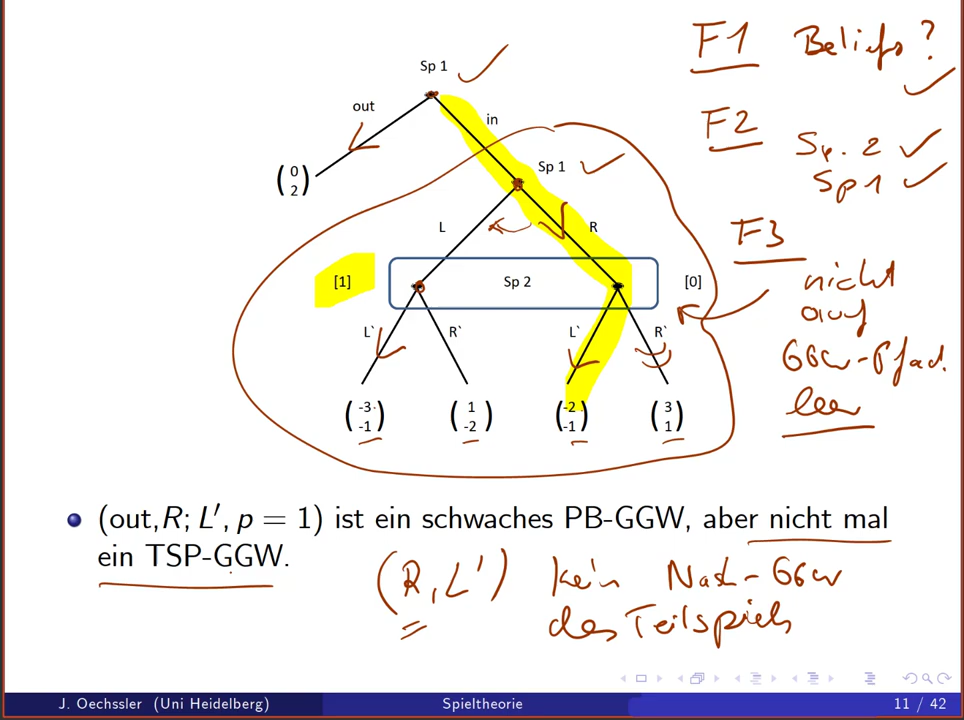 F1 Beliefs?
Sp 1
out
in
F2
Sp. 2
Sp 1
Sp 1
0
2
L
R
F3
[1]
Sp 2
[0]
nicht
auf
L`
R`
L`
R`
GGW-Pfad.
leer
-3
-1
1
-2
-2
-1
3
1
(out,R; L′, p = 1) ist ein schwaches PB-GGW, aber nicht mal
ein TSP-GGW.
(R, L') kein Nash-GGW
des Teilspiels
J. Oechssler (Uni Heidelberg) Spieltheorie 11 / 42